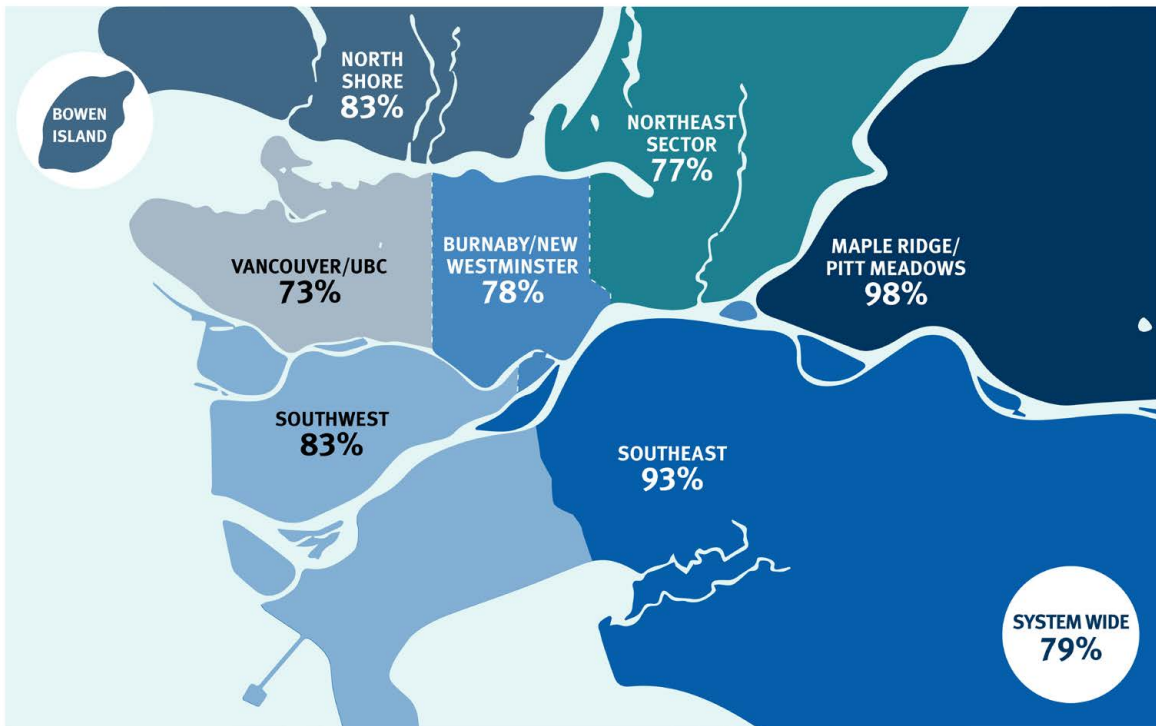 NORTH
SHORE
83%
BOWEN
ISLAND
NORTHEAST
SECTOR
77%
VANCOUVER/UBC
73%
BURNABY/NEW
WESTMINSTER
78%
MAPLE RIDGE/
PITT MEADOWS
98%
SOUTHWEST
83%
SOUTHEAST
93%
SYSTEM WIDE
79%